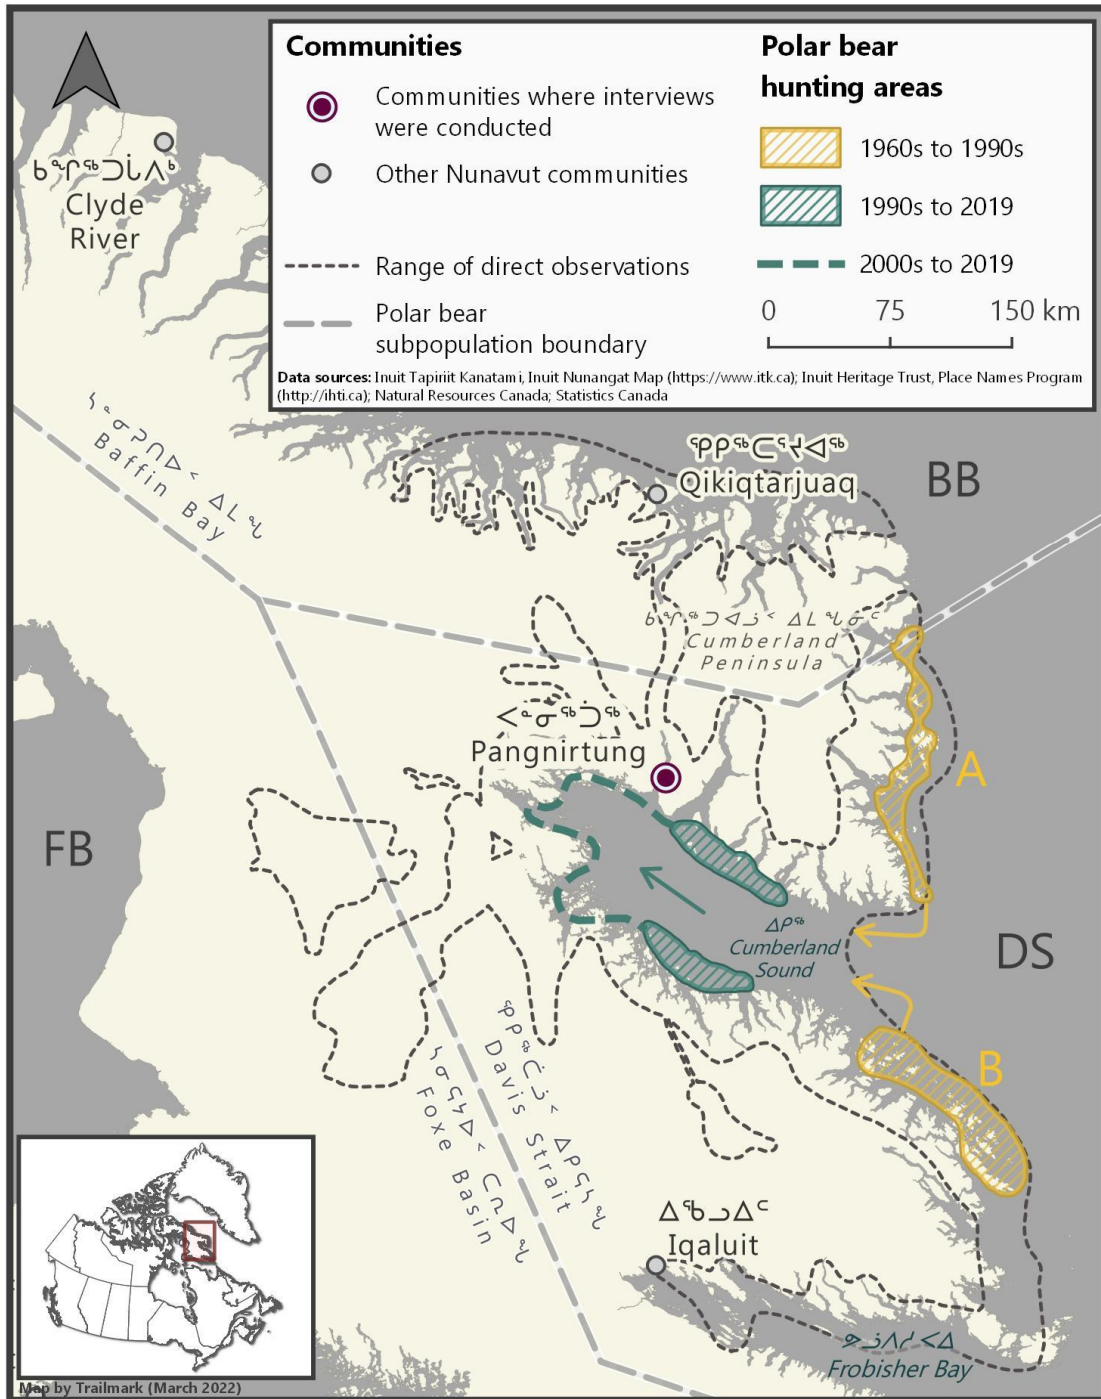 Communities
Communities where interviews
were conducted
Other Nunavut communities
Range of direct observations
Polar bear
subpopulation boundary
Polar bear
hunting areas
1960s to 1990s
1990s to 2019
2000s to 2019
0 75 150 km
Data sources: Inuit Tapiriit Kanatami, Inuit Nunangat Map (https://www.itk.ca); Inuit Heritage Trust, Place Names Program
(http://ihti.ca); Natural Resources Canada; Statistics Canada
ᑲᖏᖅᑐᒑᐱᒃ
Clyde
River
ᓴᓐᓂᕈᑎᐅᑉ ᐃᒪᖓ
Baffin Bay
ᕿᑭᖅᑕᕐᔪᐊᖅ
Qikiqtarjuaq
BB
Cumberland
Peninsula
ᐸᓐᓂᖅᑑᖅ
Pangnirtung
A
FB
ᐃᑭᖅ
Cumberland
Sound
DS
B
Davis Strait
Foxe Basin
ᐃᖃᓗᐃᑦ
Iqaluit
Frobisher Bay
Map by Trailmark (March 2022)